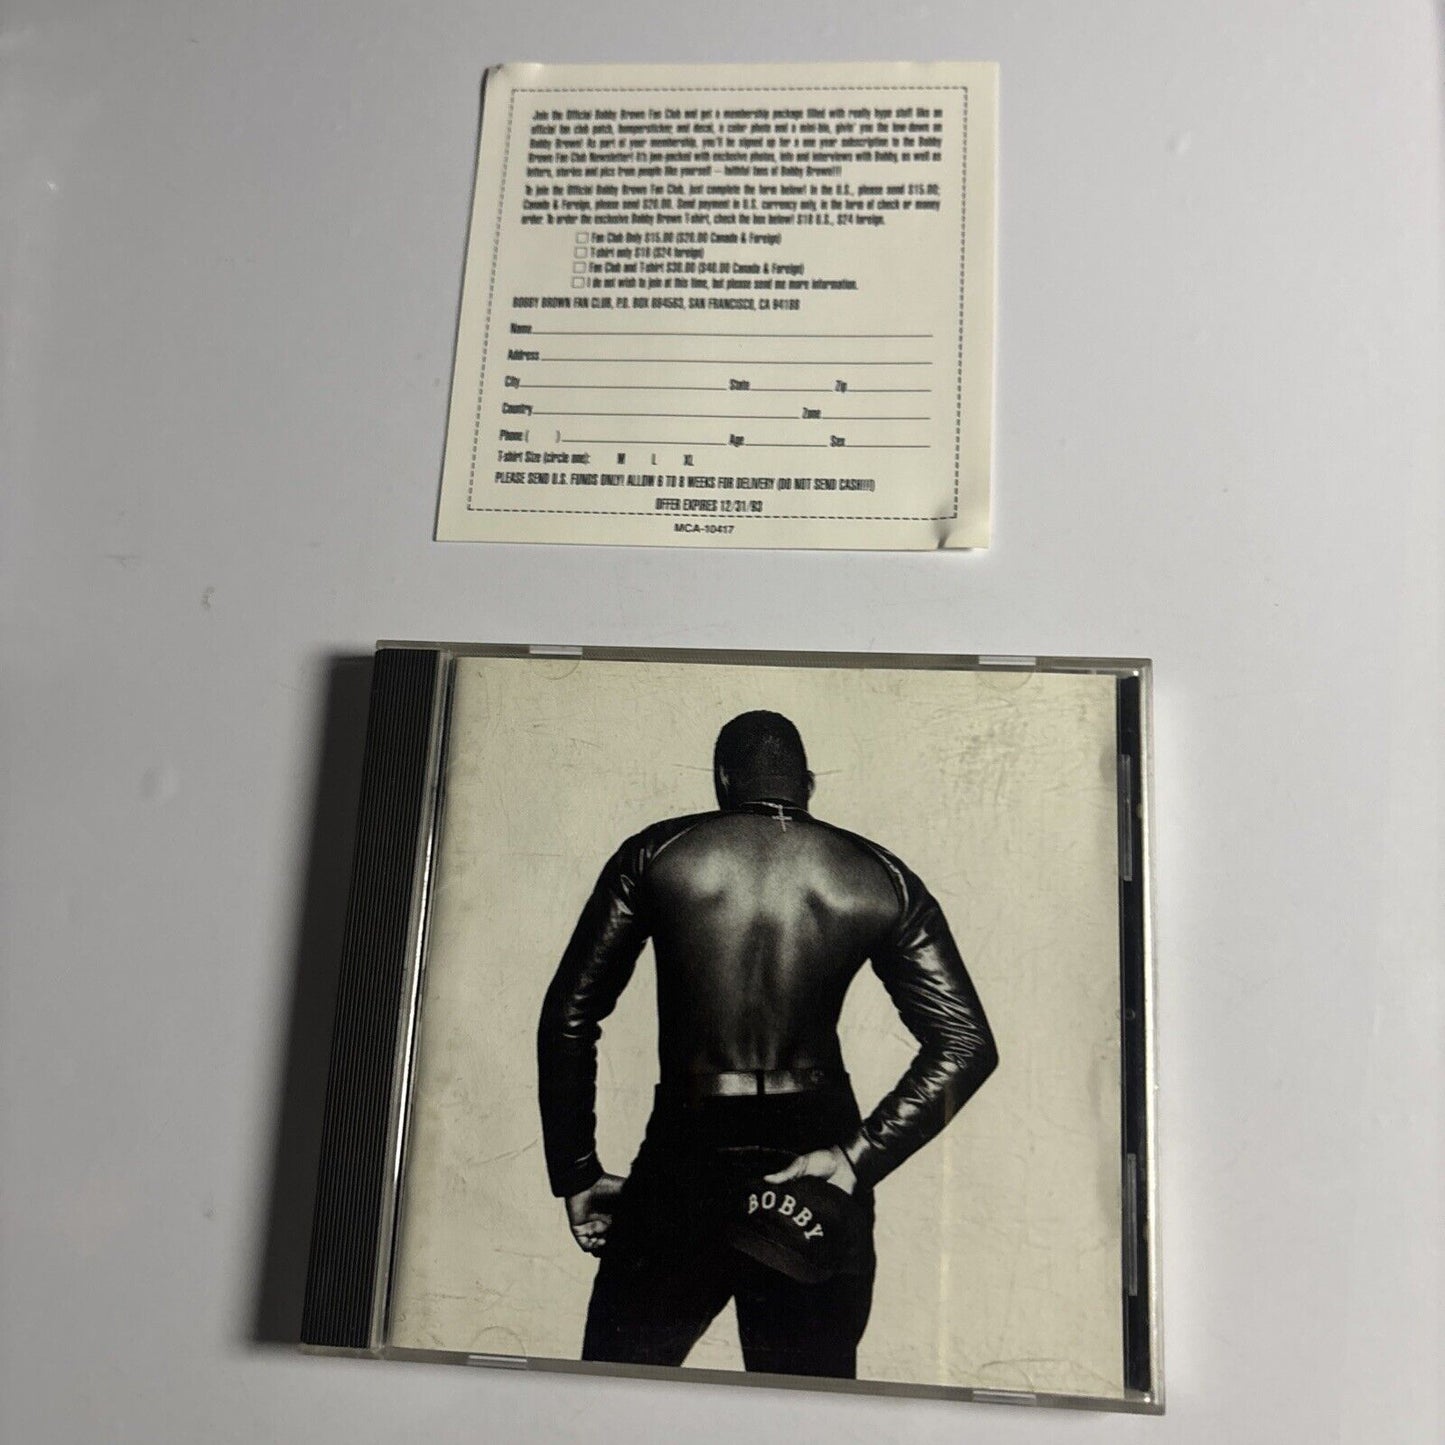 Join the Official Bobby Brown Fan Club and get a membership package filled with really hype stuff like an
official fan club patch, bumpersticker and decal, a color photo and a mini-bio, givin' you the low-down on
Bobby Brown! As part of your membership, you'll be signed up for a one year subscription to the Bobby
Brown Fan Club Newsletter! It's jam-packed with exclusive photos, info and interviews with Bobby, as well as
letters, stories and pics from people like yourself — faithful fans of Bobby Brown!!!
To join the Official Bobby Brown Fan Club, just complete the form below! In the U.S., please send $15.00;
Canada & Foreign, please send $20.00. Send payment in U.S. currency only, in the form of check or money
order. To order the exclusive Bobby Brown T-shirt, check the box below! $18 U.S., $24 foreign.
Fan Club Only $15.00 ($20.00 Canada & Foreign)
T-shirt only $18 ($24 foreign)
Fan Club and T-shirt $30.00 ($40.00 Canada & Foreign)
I do not wish to join at this time, but please send me more information.
BOBBY BROWN FAN CLUB, P.O. BOX 884563, SAN FRANCISCO, CA 94188
Name
Address
City State Zip
Country Zone
Phone ( ) Age Sex
T-shirt Size (circle one): M L XL
PLEASE SEND U.S. FUNDS ONLY! ALLOW 6 TO 8 WEEKS FOR DELIVERY (DO NOT SEND CASH!!!)
OFFER EXPIRES 12/31/93
MCA-10417
BOBBY